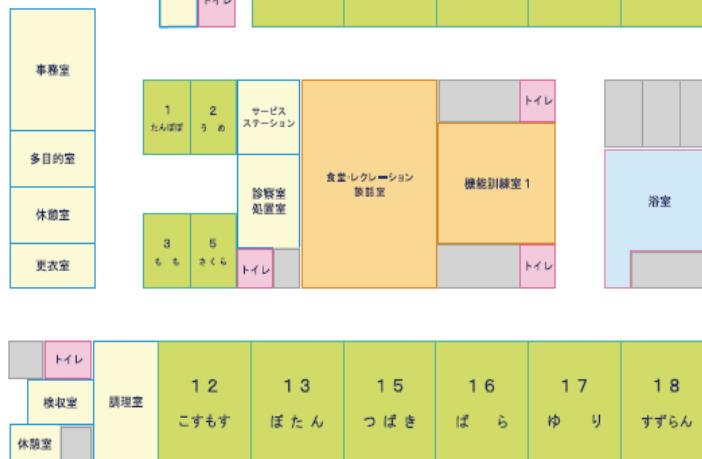 トイレ
事務室
多目的室
休憩室
更衣室
1
たんぽぽ
2
う め
サービス
ステーション
診察室
処置室
3
も も
5
さくら
トイレ
食堂・レクレーション
談話室
トイレ
機能訓練室1
トイレ
浴室
トイレ
検収室
休憩室
調理室
12
こすもす
13
ぼたん
15
つばき
16
ば ら
17
ゆ り
18
すずらん